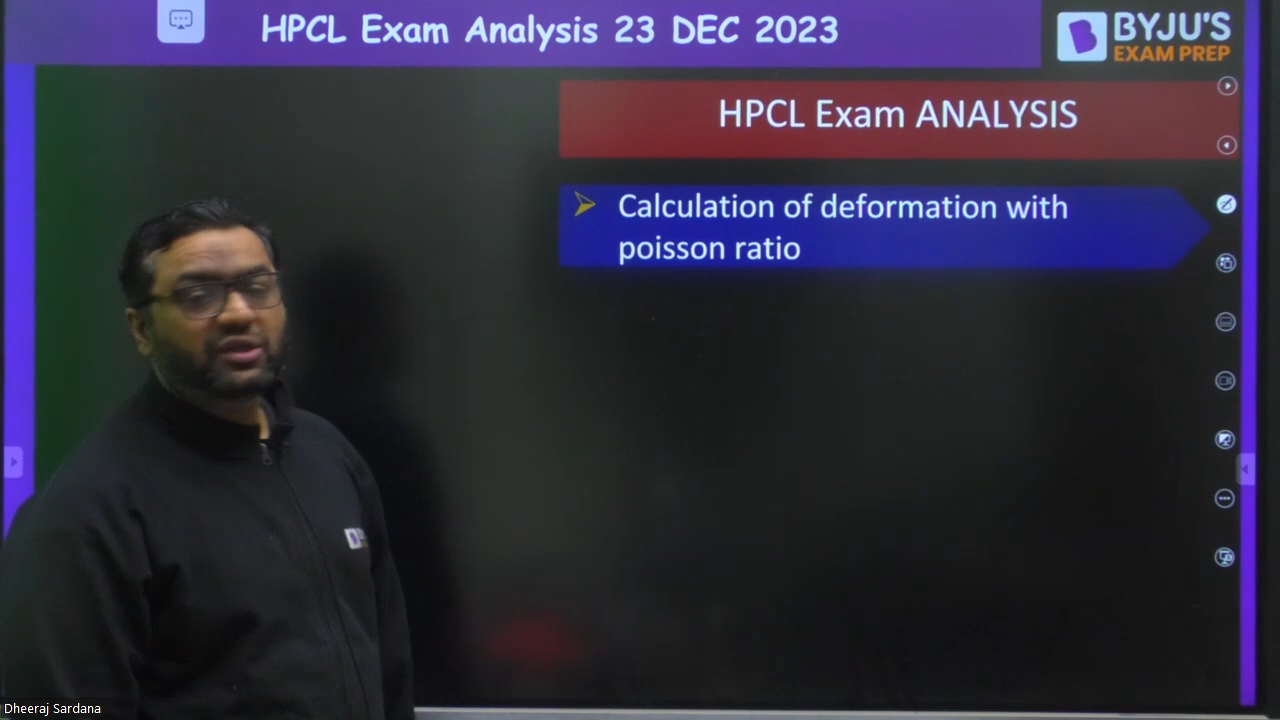 HPCL Exam Analysis 23 DEC 2023
BYJU'S
EXAM PREP
HPCL Exam ANALYSIS
Calculation of deformation with
poisson ratio
Dheeraj Sardana